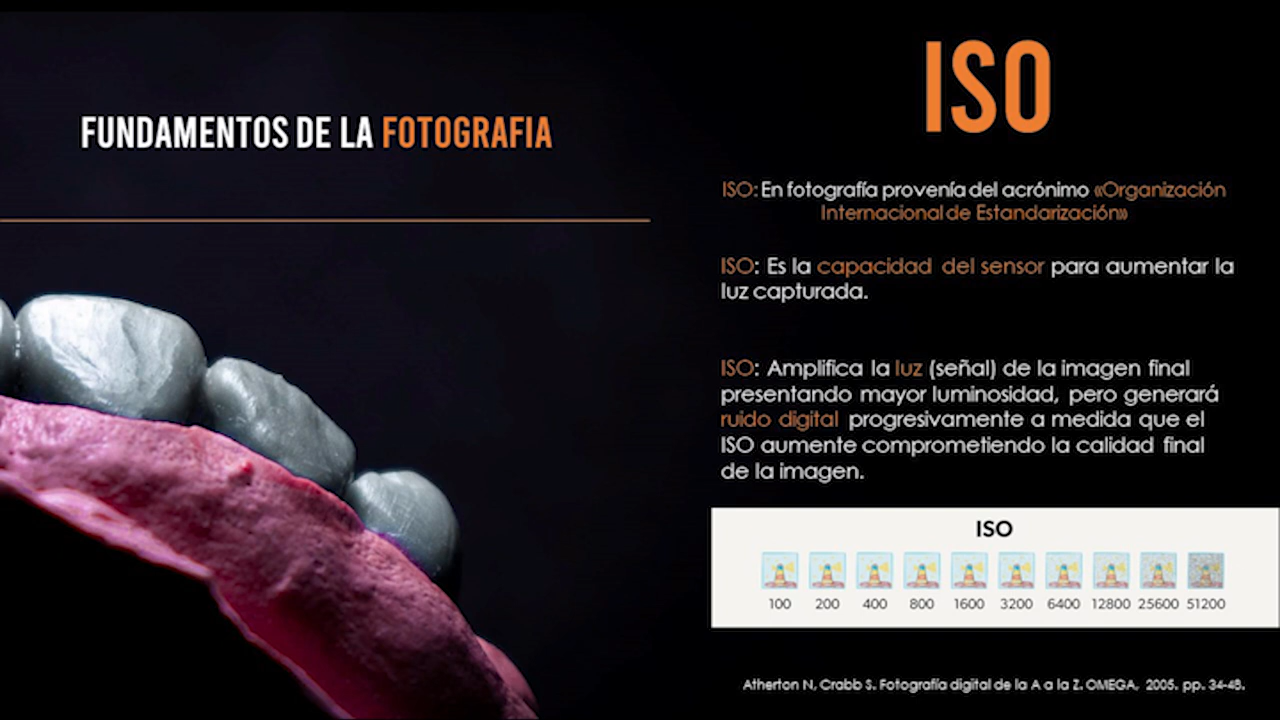 FUNDAMENTOS DE LA FOTOGRAFIA
ISO
ISO: En fotografía provenía del acrónimo «Organización
Internacional de Estandarización»
ISO: Es la capacidad del sensor para aumentar la
luz capturada.
ISO: Amplifica la luz (señal) de la imagen final
presentando mayor luminosidad, pero generará
ruido digital progresivamente a medida que el
ISO aumente comprometiendo la calidad final
de la imagen.
ISO
100 200 400 800 1600 3200 6400 12800 25600 51200
Atherton N, Crabb S. Fotografía digital de la A a la Z. OMEGA, 2005. pp. 34-48.